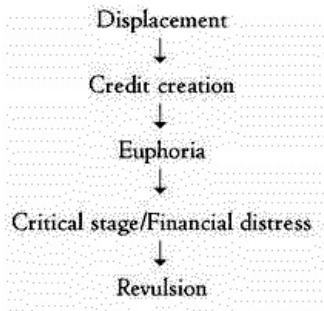 Displacement
Credit creation
Euphoria
Critical stage/Financial distress
Revulsion